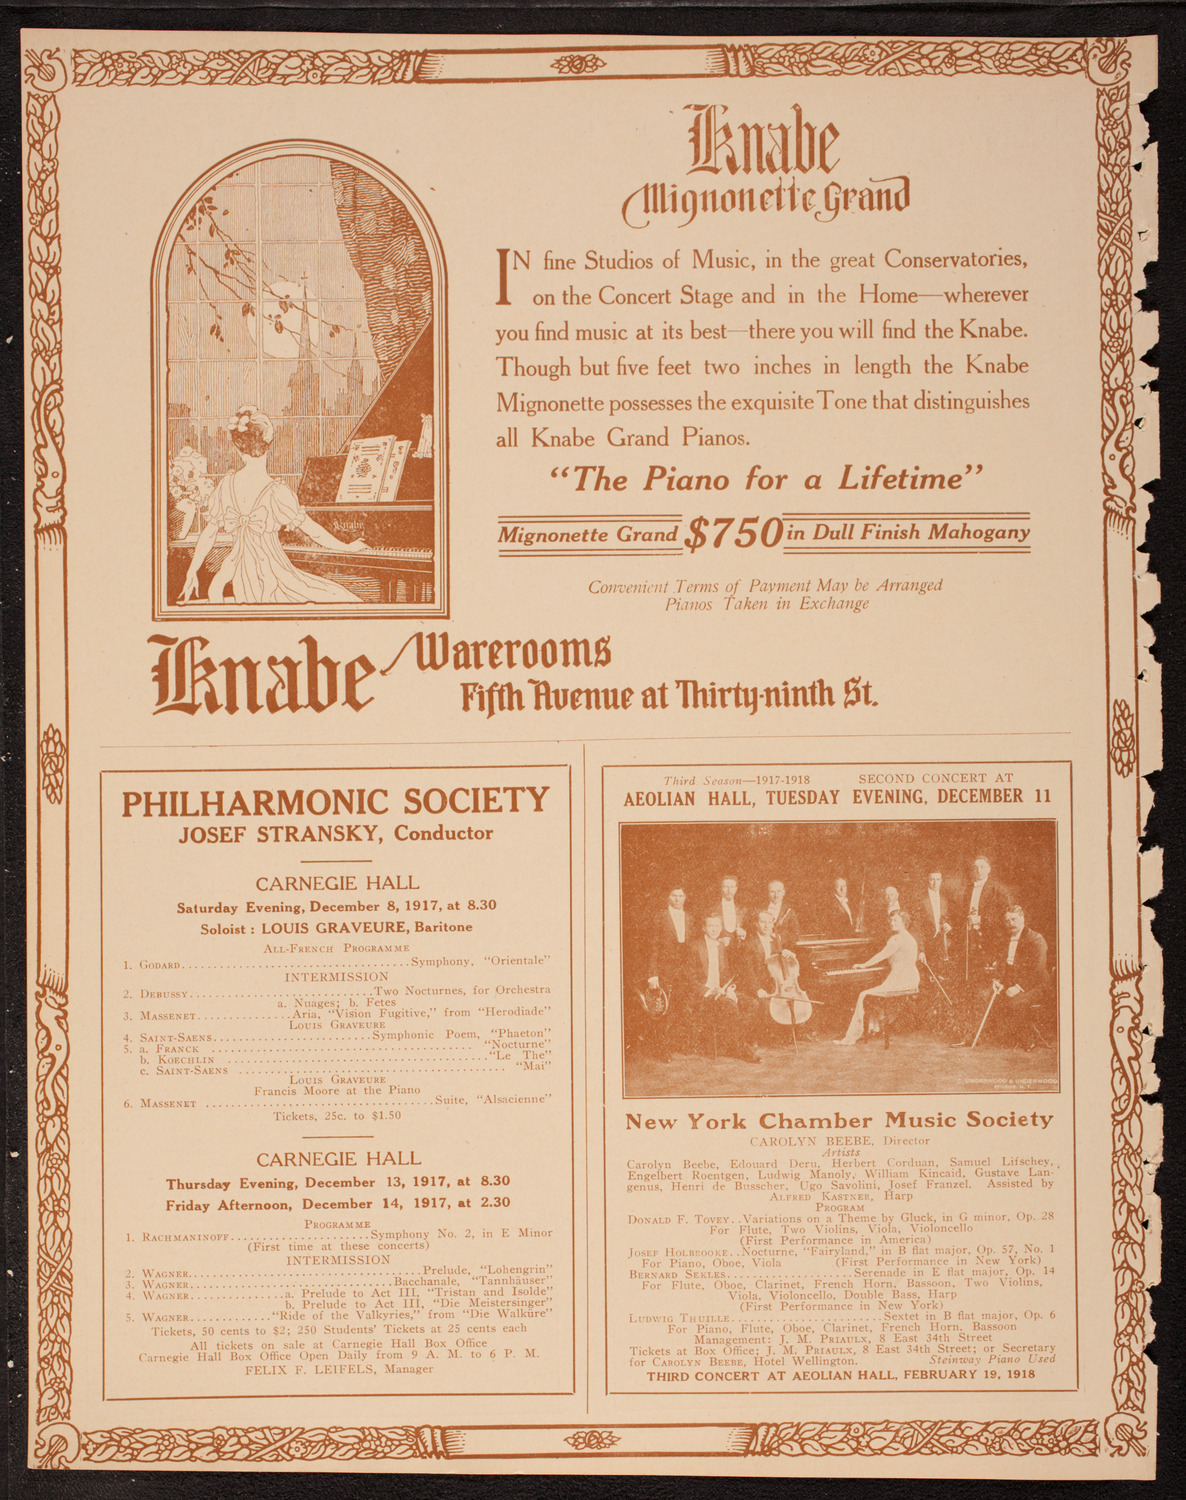 Knabe
Mignonette Grand
IN fine Studios of Music, in the great Conservatories,
on the Concert Stage and in the Home—wherever
you find music at its best—there you will find the Knabe.
Though but five feet two inches in length the Knabe
Mignonette possesses the exquisite Tone that distinguishes
all Knabe Grand Pianos.
"The Piano for a Lifetime"
Mignonette Grand $750 in Dull Finish Mahogany
Convenient Terms of Payment May be Arranged
Pianos Taken in Exchange
Knabe
Knabe Warerooms
Fifth Avenue at Thirty-ninth St.
PHILHARMONIC SOCIETY
JOSEF STRANSKY, Conductor
CARNEGIE HALL
Saturday Evening, December 8, 1917, at 8.30
Soloist : LOUIS GRAVEURE, Baritone
ALL-FRENCH PROGRAMME
1. GODARD..............................Symphony, "Orientale"
INTERMISSION
2. DEBUSSY..........................Two Nocturnes, for Orchestra
a. Nuages; b. Fetes
3. MASSENET..............Aria, "Vision Fugitive," from "Herodiade"
LOUIS GRAVEURE
4. SAINT-SAENS......................Symphonic Poem, "Phaeton"
5. a. FRANCK ...................................... "Nocturne"
b. KOECHLIN ...................................."Le The"
c. SAINT-SAENS .................................... "Mai"
LOUIS GRAVEURE
Francis Moore at the Piano
6. MASSENET .................................Suite, "Alsacienne"
Tickets, 25c. to $1.50
CARNEGIE HALL
Thursday Evening, December 13, 1917, at 8.30
Friday Afternoon, December 14, 1917, at 2.30
PROGRAMME
1. RACHMANINOFF....................Symphony No. 2, in E Minor
(First time at these concerts)
INTERMISSION
2. WAGNER.................................Prelude, "Lohengrin"
3. WAGNER.............................Bacchanale, "Tannhäuser"
4. WAGNER.............a. Prelude to Act III, "Tristan and Isolde"
b. Prelude to Act III, "Die Meistersinger"
5. WAGNER............"Ride of the Valkyries," from "Die Walküre"
Tickets, 50 cents to $2; 250 Students' Tickets at 25 cents each
All tickets on sale at Carnegie Hall Box Office
Carnegie Hall Box Office Open Daily from 9 A. M. to 6 P. M.
FELIX F. LEIFELS, Manager
Third Season—1917-1918 SECOND CONCERT AT
AEOLIAN HALL, TUESDAY EVENING, DECEMBER 11
UNDERWOOD & UNDERWOOD
New York Chamber Music Society
CAROLYN BEEBE, Director
Artists
Carolyn Beebe, Edouard Deru, Herbert Corduan, Samuel Lifschey,
Engelbert Roentgen, Ludwig Manoly, William Kincaid, Gustave Lan-
genus, Henri de Busscher, Ugo Savolini, Josef Franzel. Assisted by
ALFRED KASTNER, Harp
PROGRAM
DONALD F. TOVEY..Variations on a Theme by Gluck, in G minor, Op. 28
For Flute, Two Violins, Viola, Violoncello
(First Performance in America)
JOSEF HOLBROOKE..Nocturne, "Fairyland," in B flat major, Op. 57, No. 1
For Piano, Oboe, Viola (First Performance in New York)
BERNARD SEKLES....................Serenade in E flat major, Op. 14
For Flute, Oboe, Clarinet, French Horn, Bassoon, Two Violins,
Viola, Violoncello, Double Bass, Harp
(First Performance in New York)
LUDWIG THUILLE........................Sextet in B flat major, Op. 6
For Piano, Flute, Oboe, Clarinet, French Horn, Bassoon
Management: J. M. PRIAULX, 8 East 34th Street
Tickets at Box Office; J. M. PRIAULX, 8 East 34th Street; or Secretary
for CAROLYN BEEBE, Hotel Wellington. Steinway Piano Used
THIRD CONCERT AT AEOLIAN HALL, FEBRUARY 19, 1918